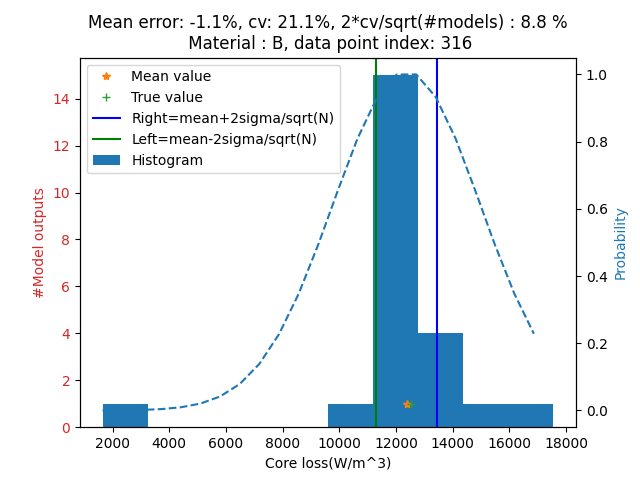 Mean error: -1.1%, cv: 21.1%, 2*cv/sqrt(#models) : 8.8 %
Material : B, data point index: 316
Mean value
True value
Right=mean+2sigma/sqrt(N)
Left=mean-2sigma/sqrt(N)
Histogram
#Model outputs
14
12
10
8
6
4
2
0
1.0
0.8
0.6
0.4
0.2
0.0
Probability
2000 4000 6000 8000 10000 12000 14000 16000 18000
Core loss(W/m^3)